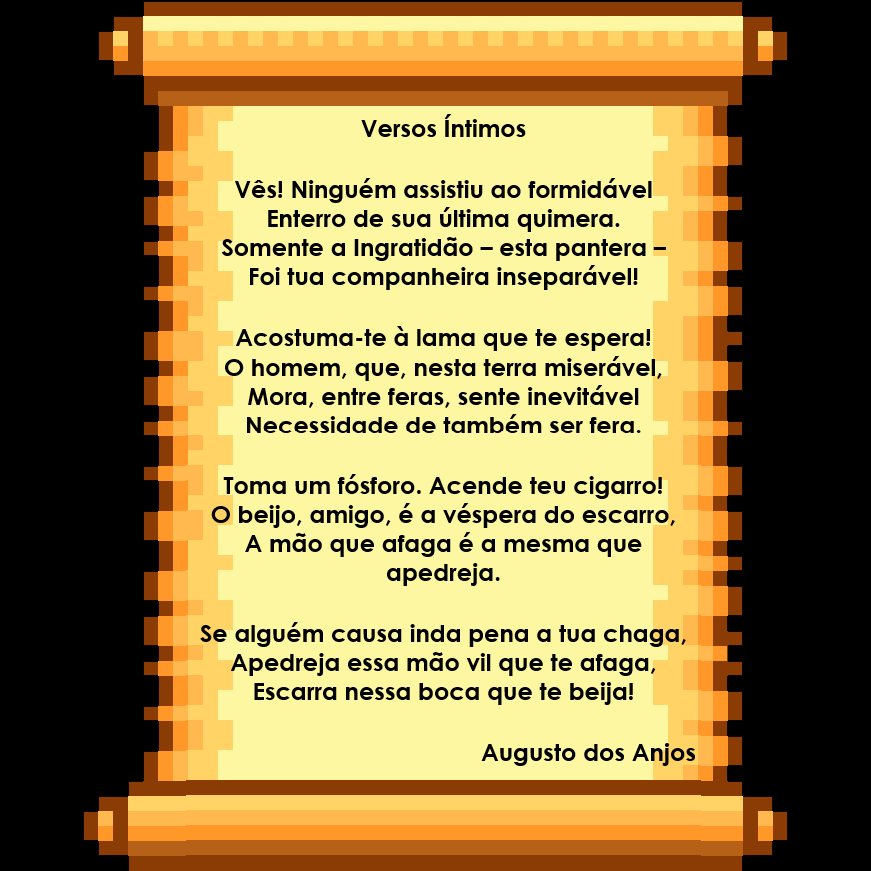 Versos Íntimos
Vês! Ninguém assistiu ao formidável
Enterro de sua última quimera.
Somente a Ingratidão – esta pantera –
Foi tua companheira inseparável!
Acostuma-te à lama que te espera!
O homem, que, nesta terra miserável,
Mora, entre feras, sente inevitável
Necessidade de também ser fera.
Toma um fósforo. Acende teu cigarro!
O beijo, amigo, é a véspera do escarro,
A mão que afaga é a mesma que
apedreja.
Se alguém causa inda pena a tua chaga,
Apedreja essa mão vil que te afaga,
Escarra nessa boca que te beija!
Augusto dos Anjos